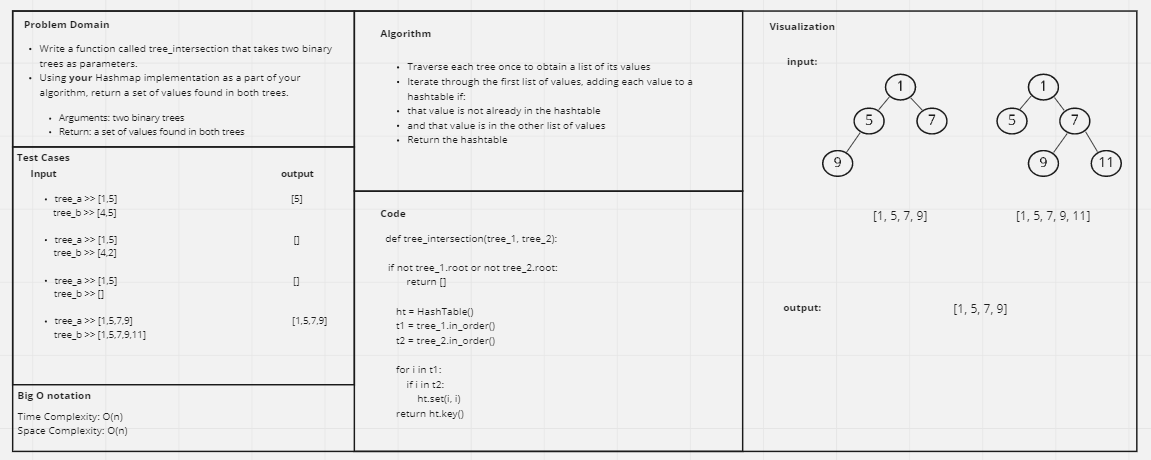 Problem Domain
• Write a function called tree_intersection that takes two binary
trees as parameters.
• Using your Hashmap implementation as a part of your
algorithm, return a set of values found in both trees.
• Arguments: two binary trees
• Return: a set of values found in both trees
Test Cases
Input output
• tree_a >> [1,5] [5]
tree_b >> [4,5]
• tree_a >> [1,5] []
tree_b >> [4,2]
• tree_a >> [1,5] []
tree_b >> []
• tree_a >> [1,5,7,9] [1,5,7,9]
tree_b >> [1,5,7,9,11]
Big O notation
Time Complexity: O(n)
Space Complexity: O(n)
Algorithm
• Traverse each tree once to obtain a list of its values
• Iterate through the first list of values, adding each value to a
hashtable if:
• that value is not already in the hashtable
• and that value is in the other list of values
• Return the hashtable
Code
def tree_intersection(tree_1, tree_2):
if not tree_1.root or not tree_2.root:
return []
ht = HashTable()
t1 = tree_1.in_order()
t2 = tree_2.in_order()
for i in t1:
if i in t2:
ht.set(i, i)
return ht.key()
Visualization
input:
1 1
5 7 5 7
9 9 11
[1, 5, 7, 9] [1, 5, 7, 9, 11]
output: [1, 5, 7, 9]